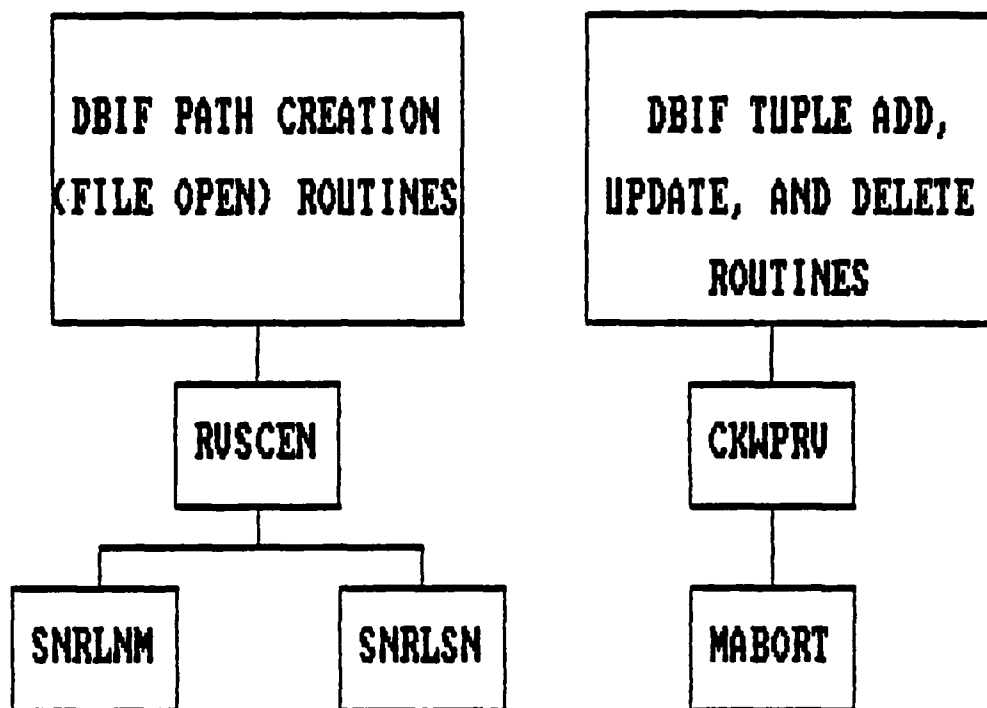 DBIF PATH CREATION
(FILE OPEN) ROUTINES
DBIF TUPLE ADD,
UPDATE, AND DELETE
ROUTINES
RVSCEN
CKWPRV
SNRLNM
SNRLSN
MABORT